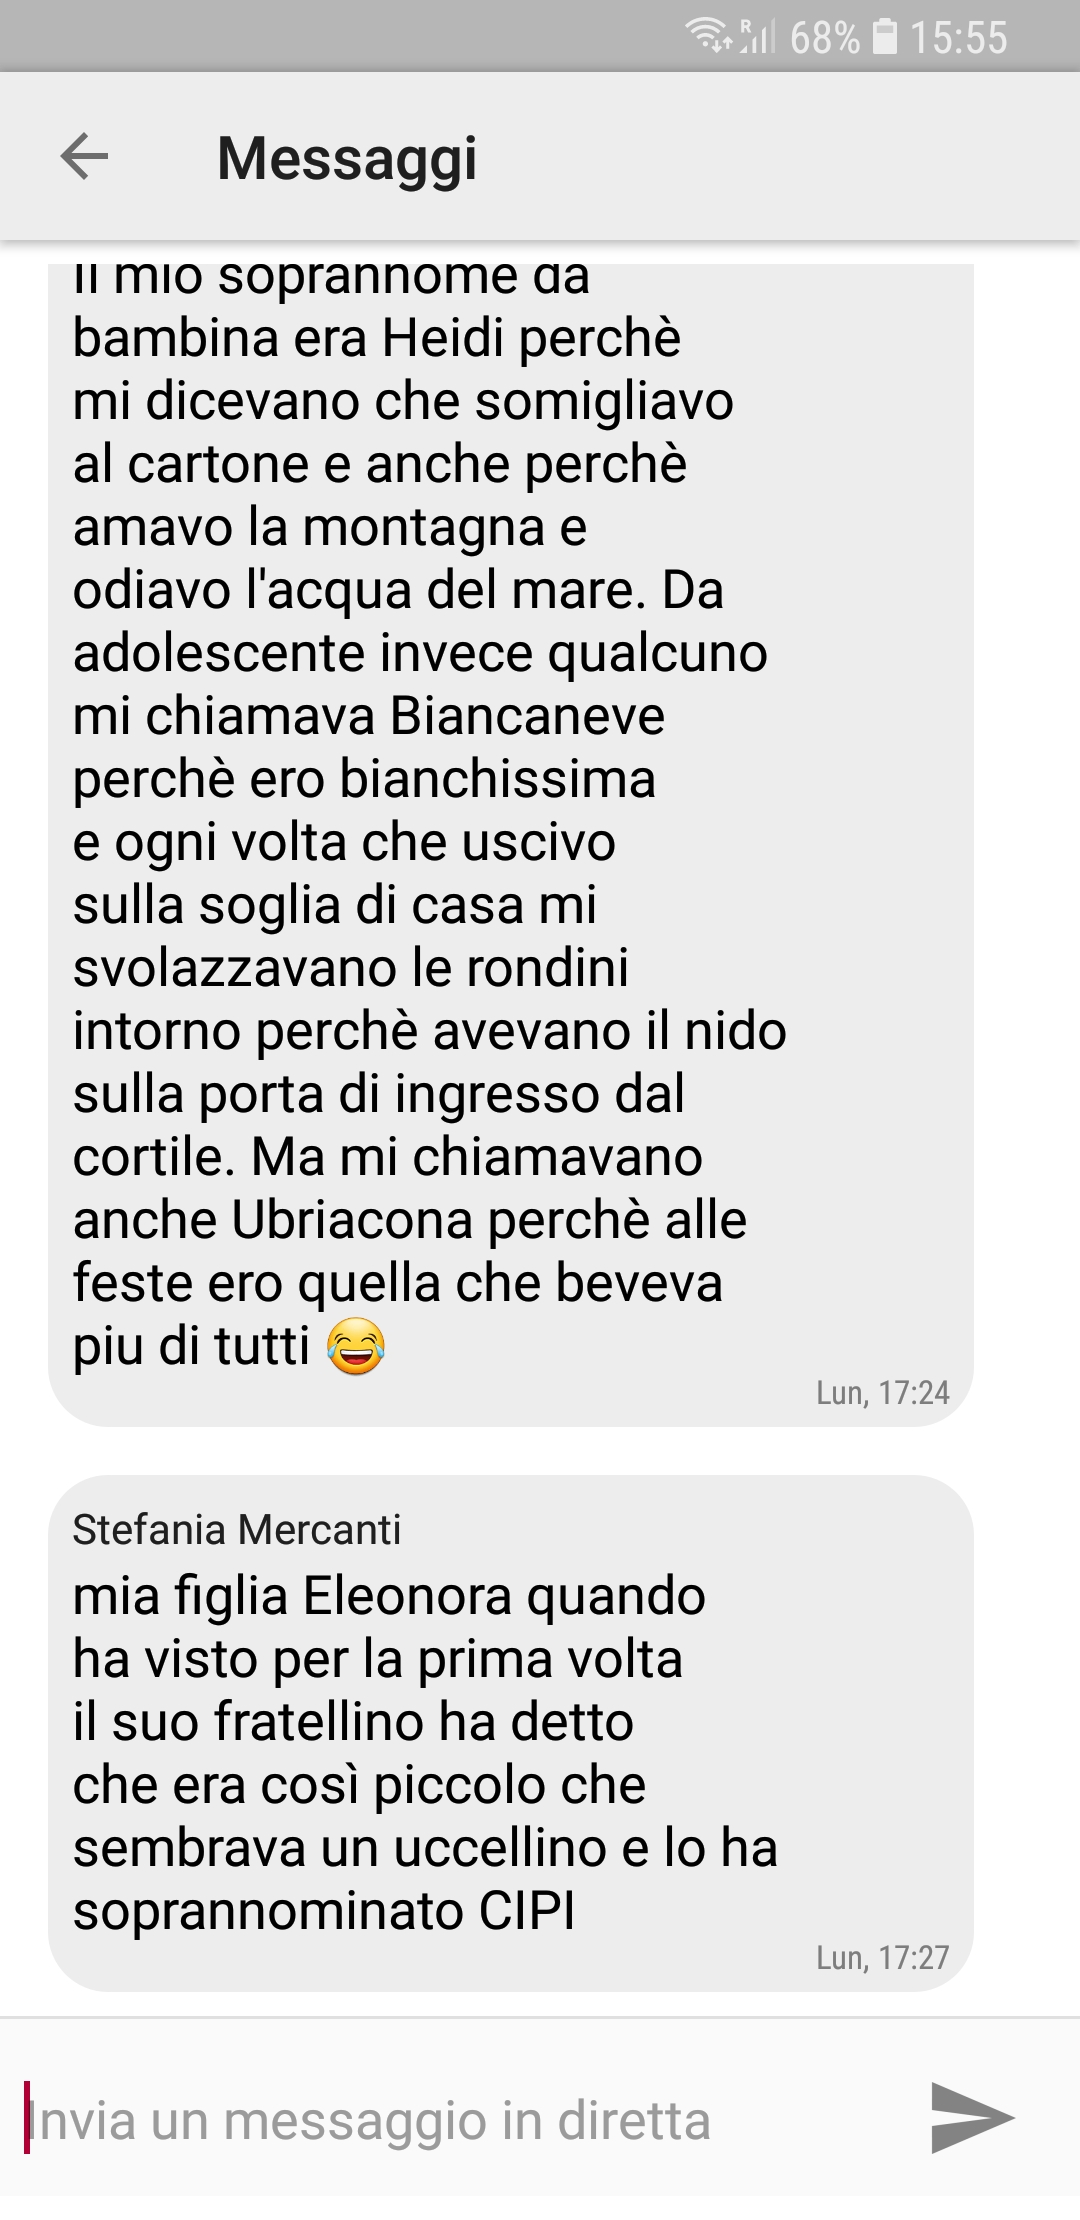 R 68% 15:55
Messaggi
Il mio soprannome da
bambina era Heidi perchè
mi dicevano che somigliavo
al cartone e anche perchè
amavo la montagna e
odiavo l'acqua del mare. Da
adolescente invece qualcuno
mi chiamava Biancaneve
perchè ero bianchissima
e ogni volta che uscivo
sulla soglia di casa mi
svolazzavano le rondini
intorno perchè avevano il nido
sulla porta di ingresso dal
cortile. Ma mi chiamavano
anche Ubriacona perchè alle
feste ero quella che beveva
piu di tutti 😂
Lun, 17:24
Stefania Mercanti
mia figlia Eleonora quando
ha visto per la prima volta
il suo fratellino ha detto
che era così piccolo che
sembrava un uccellino e lo ha
soprannominato CIPI
Lun, 17:27
Invia un messaggio in diretta